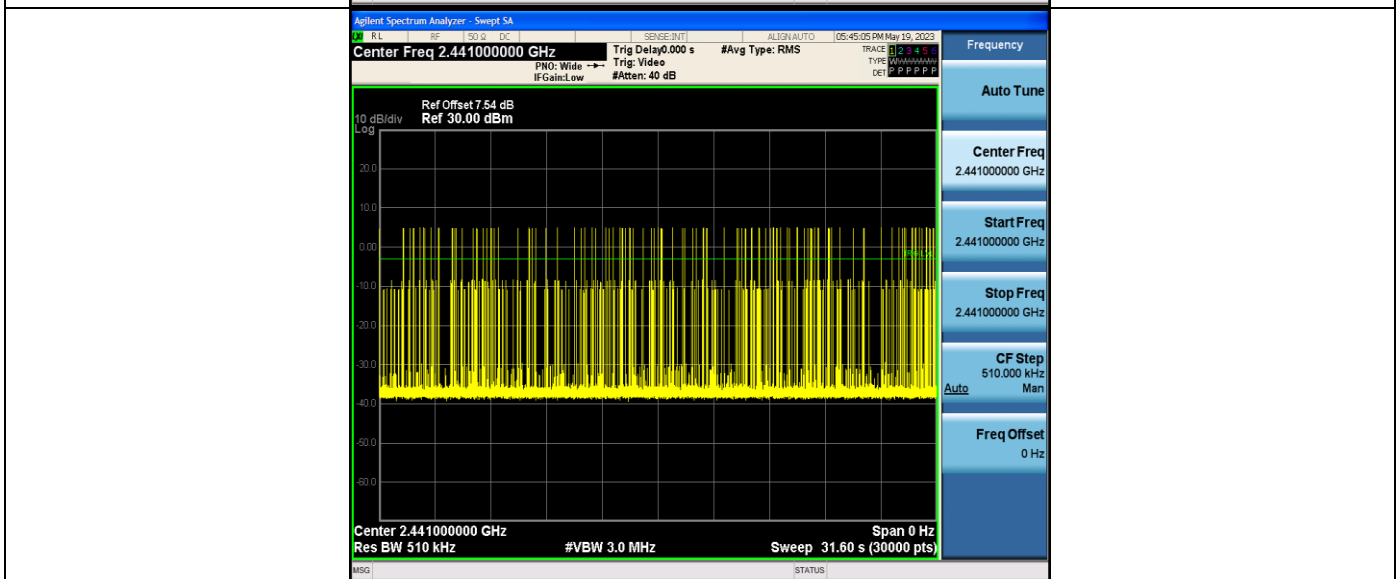 Agilent Spectrum Analyzer - Swept SA
RL RF 50 Ω DC SENSE:INT ALIGNAUTO 05:45:05 PM May 19, 2023
Center Freq 2.441000000 GHz
PNO: Wide
IFGain:Low
Trig Delay0.000 s
Trig: Video
#Atten: 40 dB
#Avg Type: RMS
TRACE 1 2 3 4 5 6
TYPE
DET P P P P P P
Frequency
Auto Tune
Center Freq
2.441000000 GHz
Start Freq
2.441000000 GHz
Stop Freq
2.441000000 GHz
CF Step
510.000 kHz
Auto Man
Freq Offset
0 Hz
Ref Offset 7.54 dB
10 dB/div Ref 30.00 dBm
Log
20.0
10.0
0.00
-10.0
-20.0
-30.0
-40.0
-50.0
-60.0
Center 2.441000000 GHz Span 0 Hz
Res BW 510 kHz #VBW 3.0 MHz Sweep 31.60 s (30000 pts)
MSG STATUS